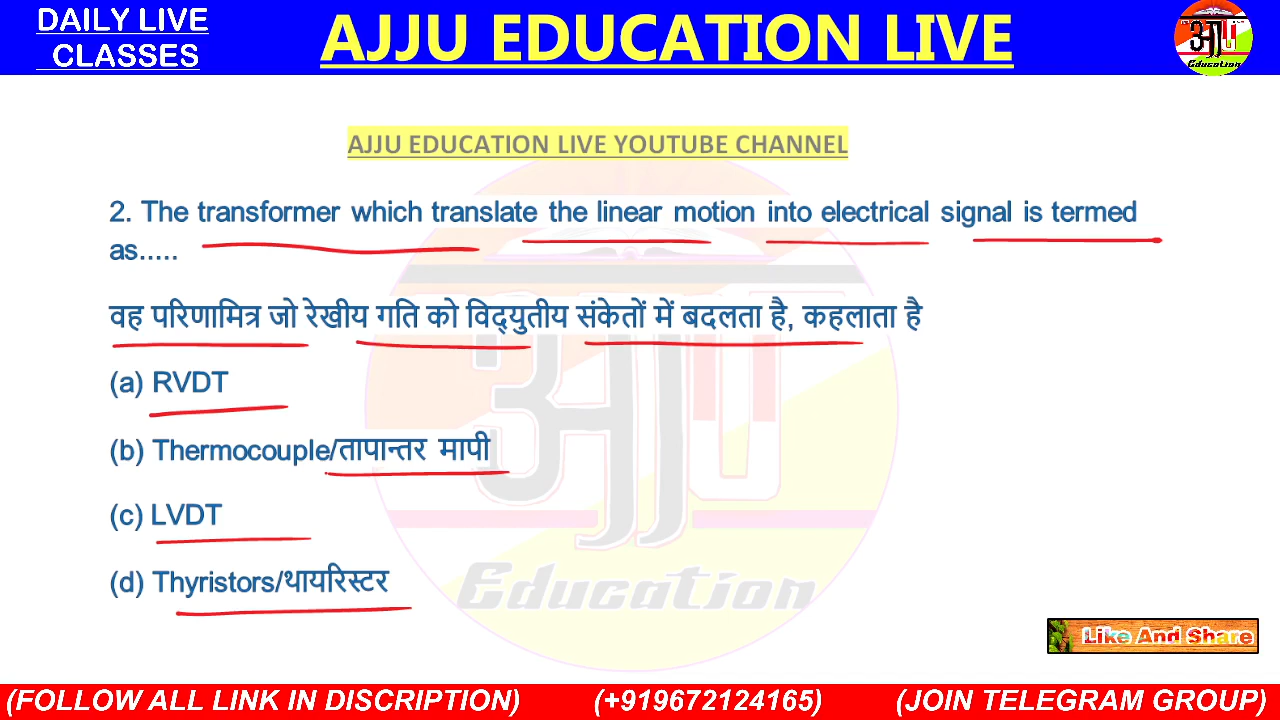 DAILY LIVE
CLASSES
AJJU EDUCATION LIVE
आप
Education
AJJU EDUCATION LIVE YOUTUBE CHANNEL
2. The transformer which translate the linear motion into electrical signal is termed
as.....
वह परिणामित्र जो रेखीय गति को विद्युतीय संकेतों में बदलता है, कहलाता है
(a) RVDT
(b) Thermocouple/तापान्तर मापी
(c) LVDT
(d) Thyristors/थायरिस्टर
Education
Like And Share
(FOLLOW ALL LINK IN DISCRIPTION) (+919672124165) (JOIN TELEGRAM GROUP)